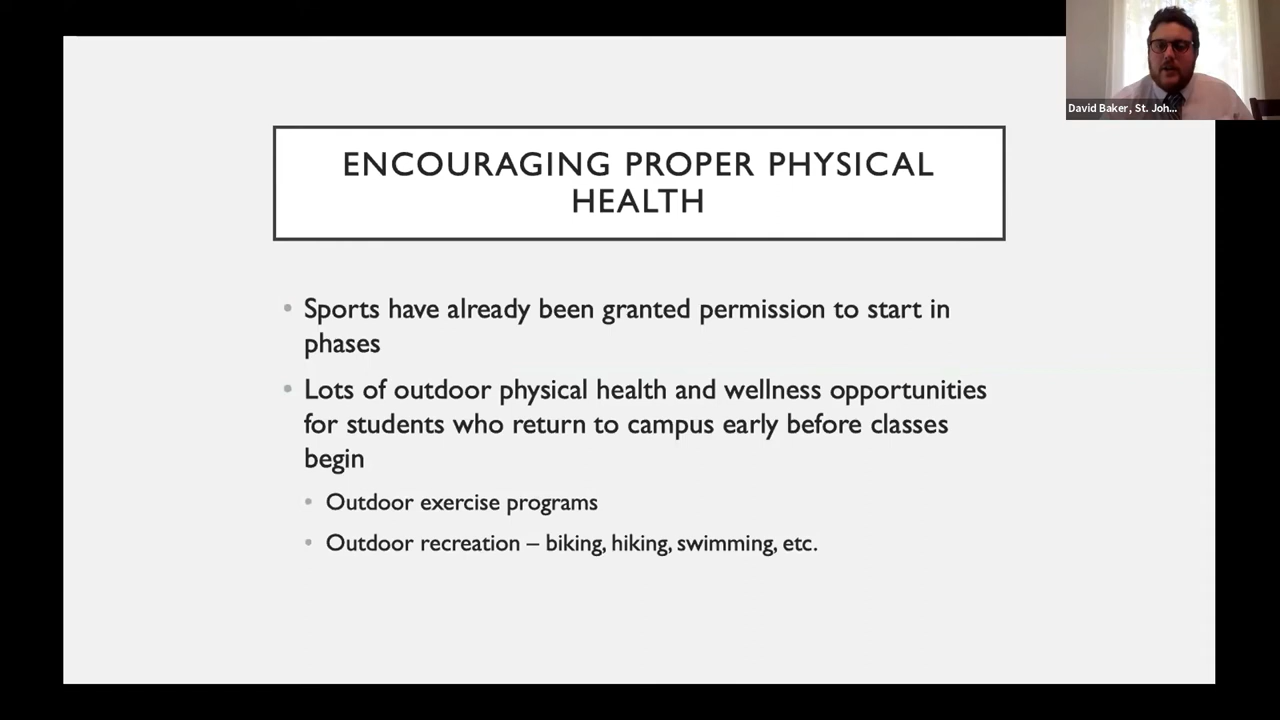 David Baker, St. Joh...
ENCOURAGING PROPER PHYSICAL
HEALTH
• Sports have already been granted permission to start in
phases
• Lots of outdoor physical health and wellness opportunities
for students who return to campus early before classes
begin
• Outdoor exercise programs
• Outdoor recreation – biking, hiking, swimming, etc.